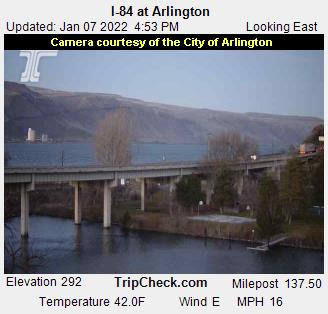 I-84 at Arlington
Updated: Jan 07 2022 4:53 PM Looking East
Camera courtesy of the City of Arlington
Elevation 292 TripCheck.com Milepost 137.50
Temperature 42.0F Wind E MPH 16